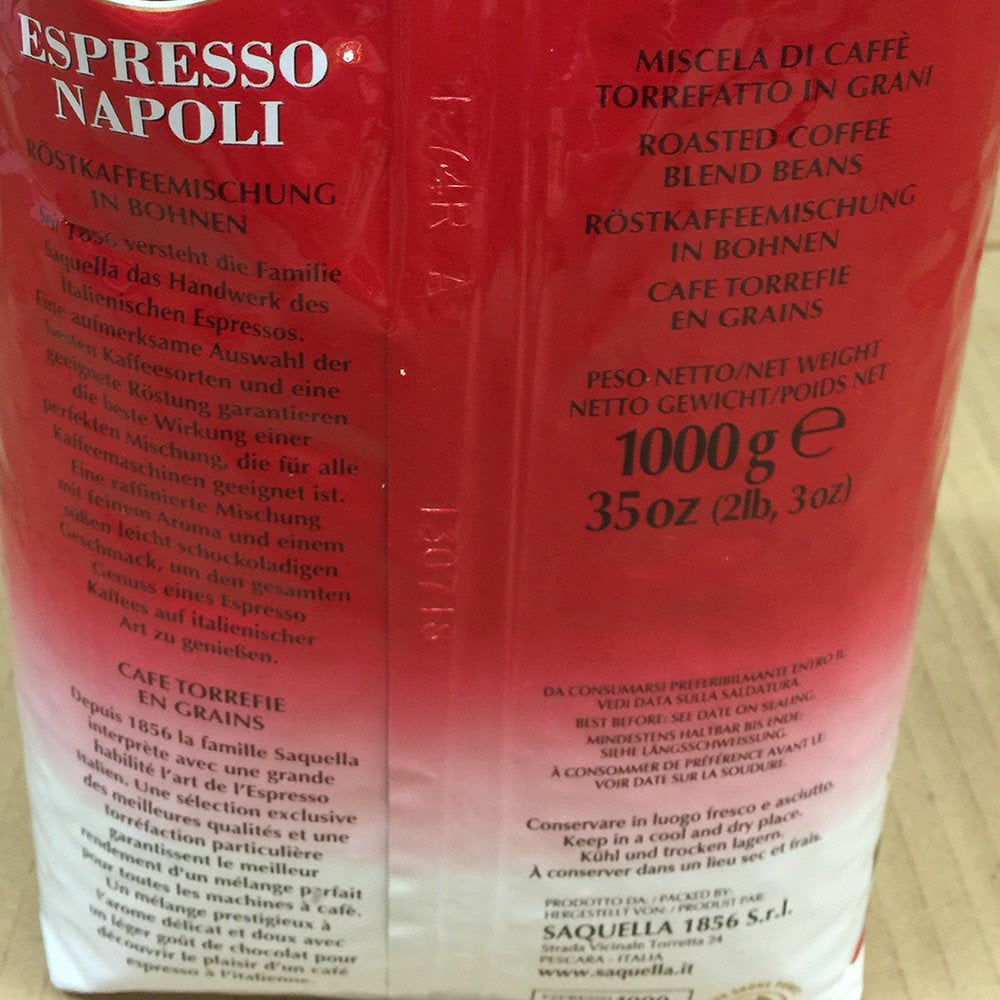 ESPRESSO
NAPOLI
RÖSTKAFFEEMISCHUNG
IN BOHNEN
Seit 1856 versteht die Familie
Saquella das Handwerk des
Italienischen Espressos.
Eine aufmerksame Auswahl der
besten Kaffeesorten und eine
geeignete Röstung garantieren
die beste Wirkung einer
perfekten Mischung, die für alle
Kaffeemaschinen geeignet ist.
Eine raffinierte Mischung
mit feinem Aroma und einem
süßen leicht schockoladigen
Geschmack, um den gesamten
Genuss eines Espresso
Kaffees auf italienischer
Art zu genießen.
CAFE TORREFIE
EN GRAINS
Depuis 1856 la famille Saquella
interprète avec une grande
habilité l'art de l'Espresso
italien. Une sélection exclusive
des meilleures qualités et une
torréfaction particulière
garantissent le meilleur
rendement d'un mélange parfait
pour toutes les machines à café.
Un mélange prestigieux à
l'arome délicat et doux avec
un léger goût de chocolat pour
découvrir le plaisir d'un café
espresso à l'italienne.
130718
MISCELA DI CAFFÈ
TORREFATTO IN GRANI
ROASTED COFFEE
BLEND BEANS
RÖSTKAFFEEMISCHUNG
IN BOHNEN
CAFE TORREFIE
EN GRAINS
PESO NETTO/NET WEIGHT
NETTO GEWICHT/POIDS NET
1000g e
35oz (2lb, 3oz)
DA CONSUMARSI PREFERIBILMANTE ENTRO IL:
VEDI DATA SULLA SALDATURA.
BEST BEFORE: SEE DATE ON SEALING.
MINDESTENS HALTBAR BIS ENDE:
SIEHE LÄNGSSCHWEISSUNG.
À CONSOMMER DE PRÉFÉRENCE AVANT LE:
VOIR DATE SUR LA SOUDURE.
Conservare in luogo fresco e asciutto.
Keep in a cool and dry place.
Kühl und trocken lagern.
À conserver dans un lieu sec et frais.
PRODOTTO DA: / PACKED BY:
HERGESTELLT VON: / PRODUIT PAR:
SAQUELLA 1856 S.r.l.
Strada Vicinale Torretta 24
PESCARA - ITALIA
www.saquella.it